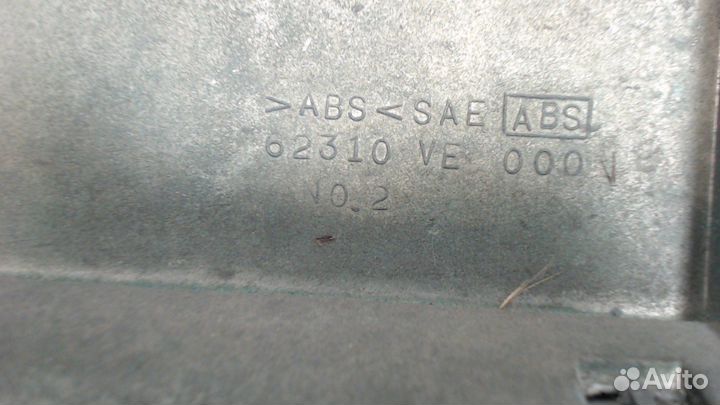 >ABS< SAE ABS
62310 VE 000
NO.2
Avito